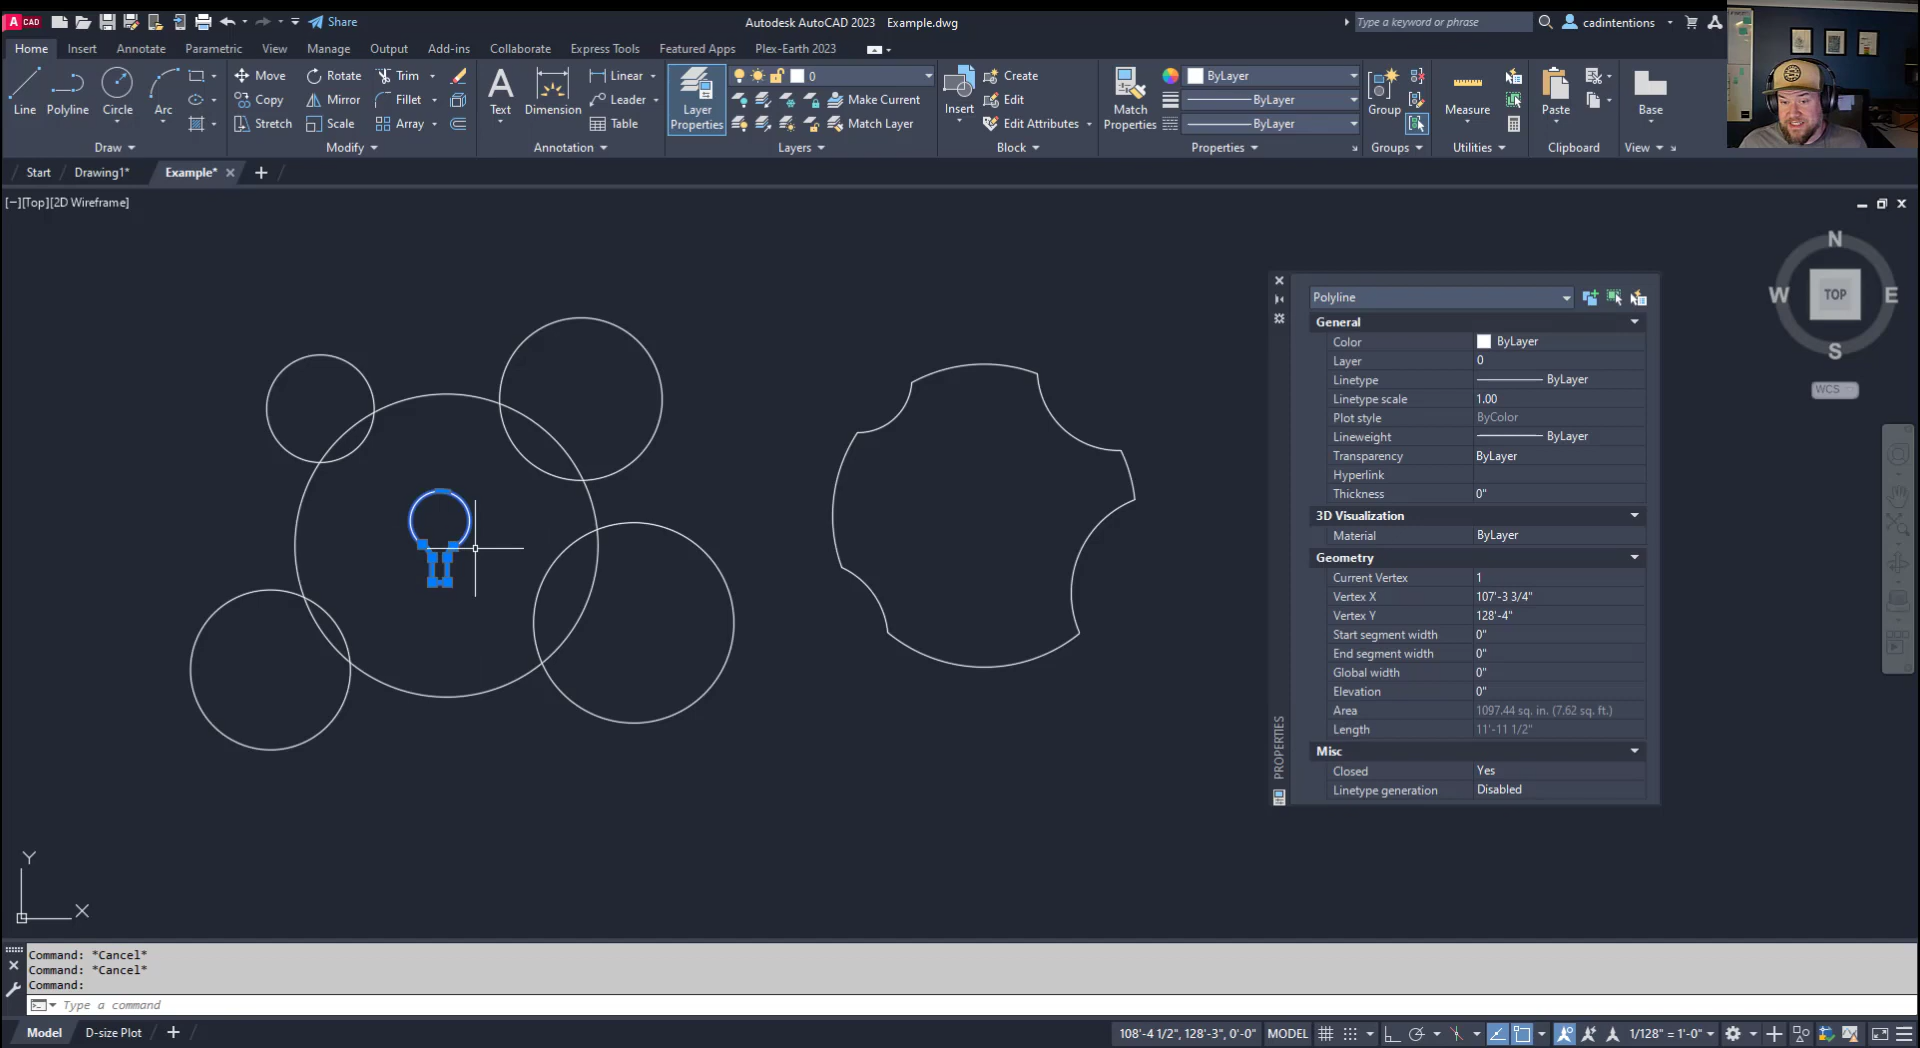 A CAD Share Autodesk AutoCAD 2023 Example.dwg Type a keyword or phrase cadintentions
Home Insert Annotate Parametric View Manage Output Add-ins Collaborate Express Tools Featured Apps Plex-Earth 2023
Line Polyline Circle Arc
Draw
Move Rotate Trim
Copy Mirror Fillet
Stretch Scale Array
Modify
Text Dimension
Linear
Leader
Table
Annotation
Layer
Properties
0
Make Current
Match Layer
Layers
Insert
Create
Edit
Edit Attributes
Block
Match
Properties
ByLayer
ByLayer
ByLayer
Properties
Group
Groups
Measure
Utilities
Paste
Clipboard
Base
View
Start Drawing1* Example*
[−][Top][2D Wireframe]
N
W TOP E
S
WCS
Polyline
General
Color ByLayer
Layer 0
Linetype ByLayer
Linetype scale 1.00
Plot style ByColor
Lineweight ByLayer
Transparency ByLayer
Hyperlink
Thickness 0"
3D Visualization
Material ByLayer
Geometry
Current Vertex 1
Vertex X 107'-3 3/4"
Vertex Y 128'-4"
Start segment width 0"
End segment width 0"
Global width 0"
Elevation 0"
Area 1097.44 sq. in. (7.62 sq. ft.)
Length 11'-11 1/2"
Misc
Closed Yes
Linetype generation Disabled
PROPERTIES
Y
X
Command: *Cancel*
Command: *Cancel*
Command:
Type a command
Model D-size Plot
108'-4 1/2", 128'-3", 0'-0" MODEL 1/128" = 1'-0"